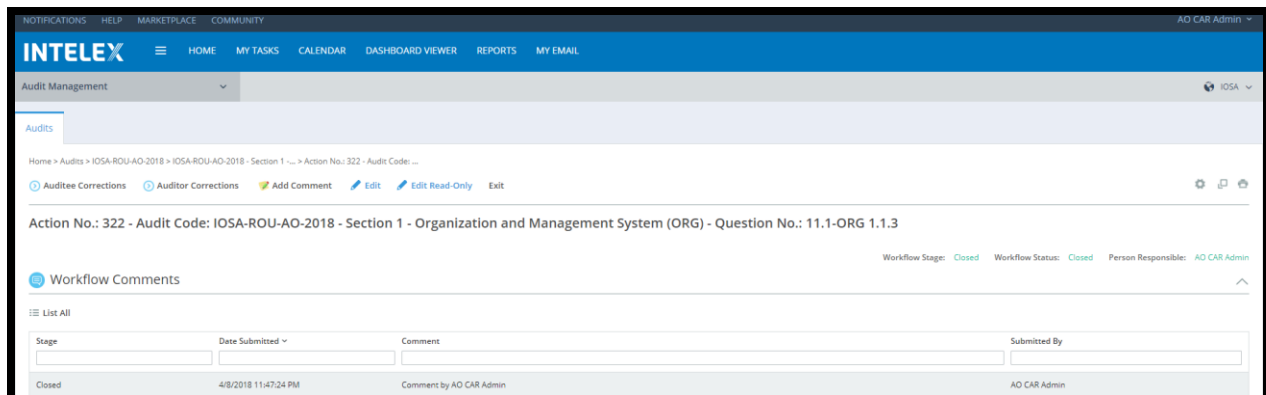 NOTIFICATIONS HELP MARKETPLACE COMMUNITY AO CAR Admin
INTELEX HOME MY TASKS CALENDAR DASHBOARD VIEWER REPORTS MY EMAIL
Audit Management IOSA
Audits
Home > Audits > IOSA-ROU-AO-2018 > IOSA-ROU-AO-2018 - Section 1 -... > Action No.: 322 - Audit Code: ...
Auditee Corrections Auditor Corrections Add Comment Edit Edit Read-Only Exit
Action No.: 322 - Audit Code: IOSA-ROU-AO-2018 - Section 1 - Organization and Management System (ORG) - Question No.: 11.1-ORG 1.1.3
Workflow Stage: Closed Workflow Status: Closed Person Responsible: AO CAR Admin
Workflow Comments
List All
Stage Date Submitted Comment Submitted By
Closed 4/8/2018 11:47:24 PM Comment by AO CAR Admin AO CAR Admin